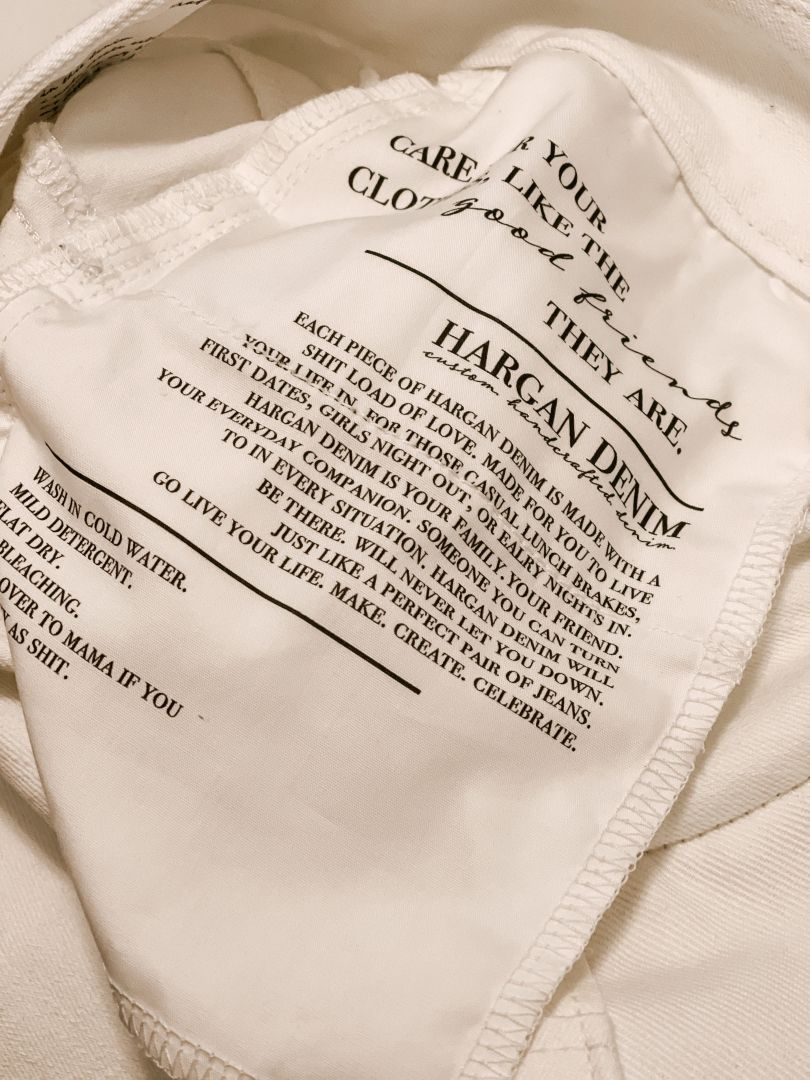 YOUR
CARE LIKE THE
good friends
THEY ARE.
HARGAN DENIM
custom handcrafted denim
EACH PIECE OF HARGAN DENIM IS MADE WITH A
SHIT LOAD OF LOVE. MADE FOR YOU TO LIVE
YOUR LIFE IN. FOR THOSE CASUAL LUNCH BRAKES,
FIRST DATES, GIRLS NIGHT OUT, OR EALRY NIGHTS IN.
HARGAN DENIM IS YOUR FAMILY. YOUR FRIEND.
YOUR EVERYDAY COMPANION. SOMEONE YOU CAN TURN
TO IN EVERY SITUATION. HARGAN DENIM WILL
BE THERE. WILL NEVER LET YOU DOWN.
JUST LIKE A PERFECT PAIR OF JEANS.
GO LIVE YOUR LIFE. MAKE. CREATE. CELEBRATE.
WASH IN COLD WATER.
MILD DETERGENT.
FLAT DRY.
BLEACHING.
OVER TO MAMA IF YOU
AS SHIT.